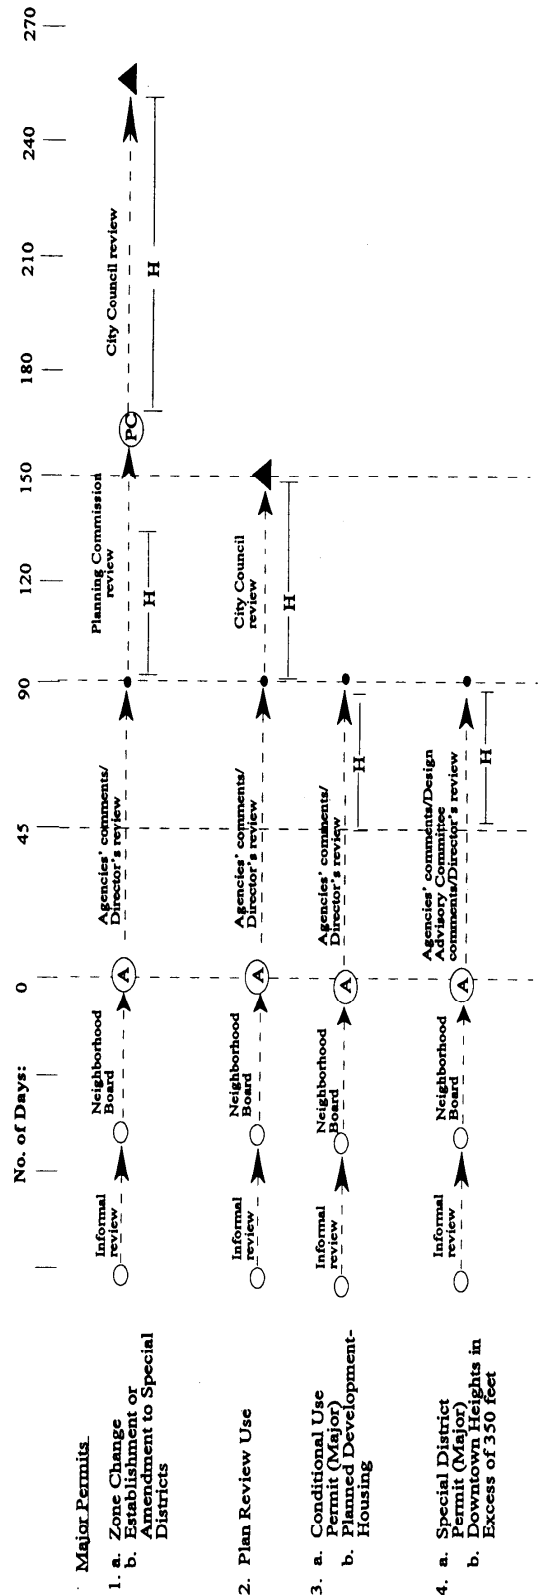 No. of Days:
0
45
90
120
150
180
210
240
270
Major Permits
1. a. Zone Change
b. Establishment or
Amendment to Special
Districts
Informal
review
Neighborhood
Board
A
Agencies' comments/
Director's review
Planning Commission
review
H
PC
City Council review
H
2. Plan Review Use
Informal
review
Neighborhood
Board
A
Agencies' comments/
Director's review
City Council
review
H
3. a. Conditional Use
Permit (Major)
b. Planned Development-
Housing
Informal
review
Neighborhood
Board
A
Agencies' comments/
Director's review
H
4. a. Special District
Permit (Major)
b. Downtown Heights in
Excess of 350 feet
Informal
review
Neighborhood
Board
A
Agencies' comments/Design
Advisory Committee
comments/Director's review
H